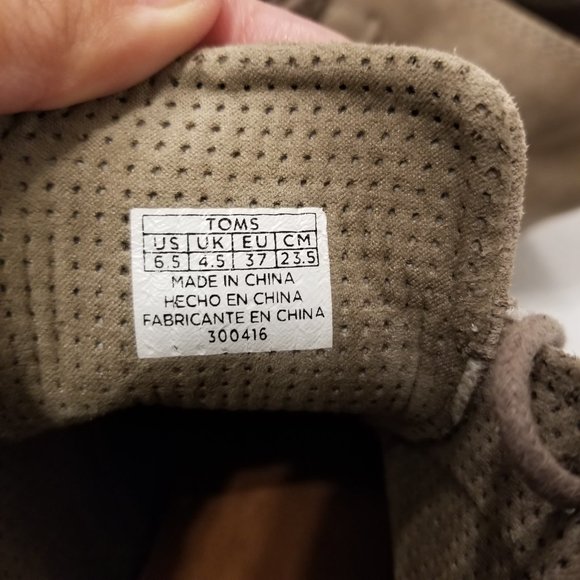 TOMS
US UK EU CM
6.5 4.5 37 23.5
MADE IN CHINA
HECHO EN CHINA
FABRICANTE EN CHINA
300416